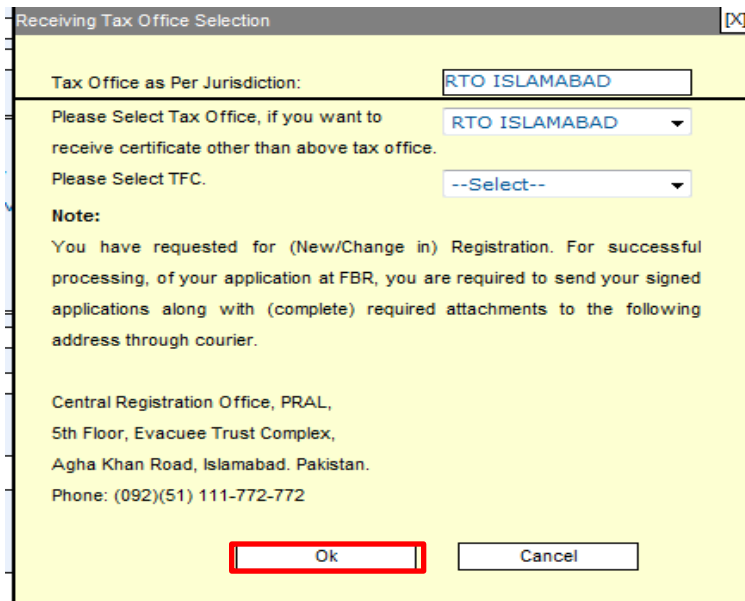 Receiving Tax Office Selection [X]
Tax Office as Per Jurisdiction: RTO ISLAMABAD
Please Select Tax Office, if you want to RTO ISLAMABAD
receive certificate other than above tax office.
Please Select TFC. --Select--
Note:
You have requested for (New/Change in) Registration. For successful
processing, of your application at FBR, you are required to send your signed
applications along with (complete) required attachments to the following
address through courier.
Central Registration Office, PRAL,
5th Floor, Evacuee Trust Complex,
Agha Khan Road, Islamabad. Pakistan.
Phone: (092)(51) 111-772-772
Ok Cancel